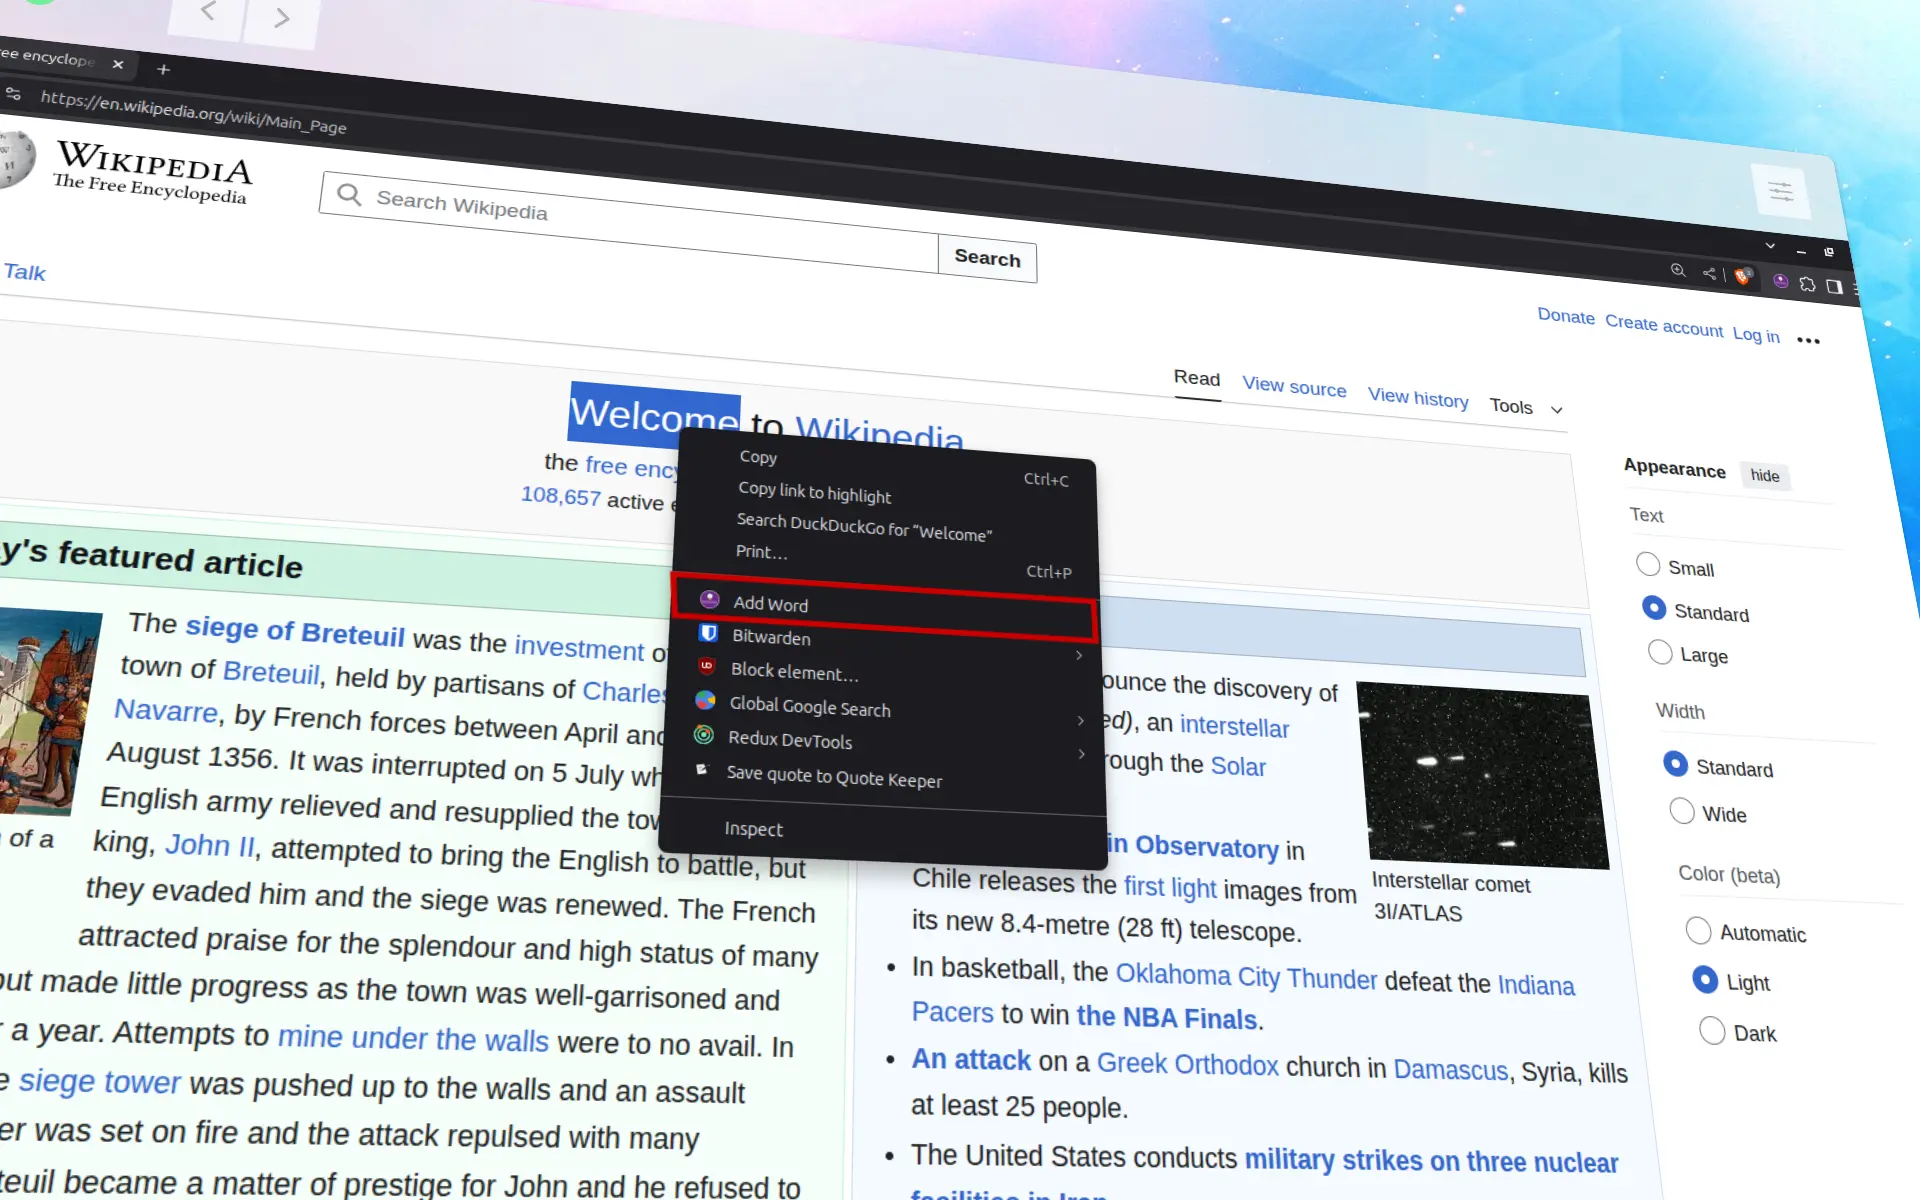 ree encyclope
https://en.wikipedia.org/wiki/Main_Page
WIKIPEDIA
The Free Encyclopedia
Search Wikipedia
Search
Donate Create account Log in
Talk
Read View source View history Tools
Welcome to Wikipedia
the free ency
108,657 active e
Copy Ctrl+C
Copy link to highlight
Search DuckDuckGo for “Welcome”
Print… Ctrl+P
Add Word
Bitwarden
Block element…
Global Google Search
Redux DevTools
Save quote to Quote Keeper
Inspect
Appearance hide
Text
Small
Standard
Large
Width
Standard
Wide
Color (beta)
Automatic
Light
Dark
y's featured article
The siege of Breteuil was the investment o
town of Breteuil, held by partisans of Charles
Navarre, by French forces between April and
August 1356. It was interrupted on 5 July wh
English army relieved and resupplied the tow
king, John II, attempted to bring the English to battle, but
they evaded him and the siege was renewed. The French
attracted praise for the splendour and high status of many
out made little progress as the town was well-garrisoned and
r a year. Attempts to mine under the walls were to no avail. In
e siege tower was pushed up to the walls and an assault
er was set on fire and the attack repulsed with many
teuil became a matter of prestige for John and he refused to
of a
ounce the discovery of
ed), an interstellar
rough the Solar
in Observatory in
Chile releases the first light images from
its new 8.4-metre (28 ft) telescope.
Interstellar comet
3I/ATLAS
• In basketball, the Oklahoma City Thunder defeat the Indiana
Pacers to win the NBA Finals.
• An attack on a Greek Orthodox church in Damascus, Syria, kills
at least 25 people.
• The United States conducts military strikes on three nuclear
facilities in Iran